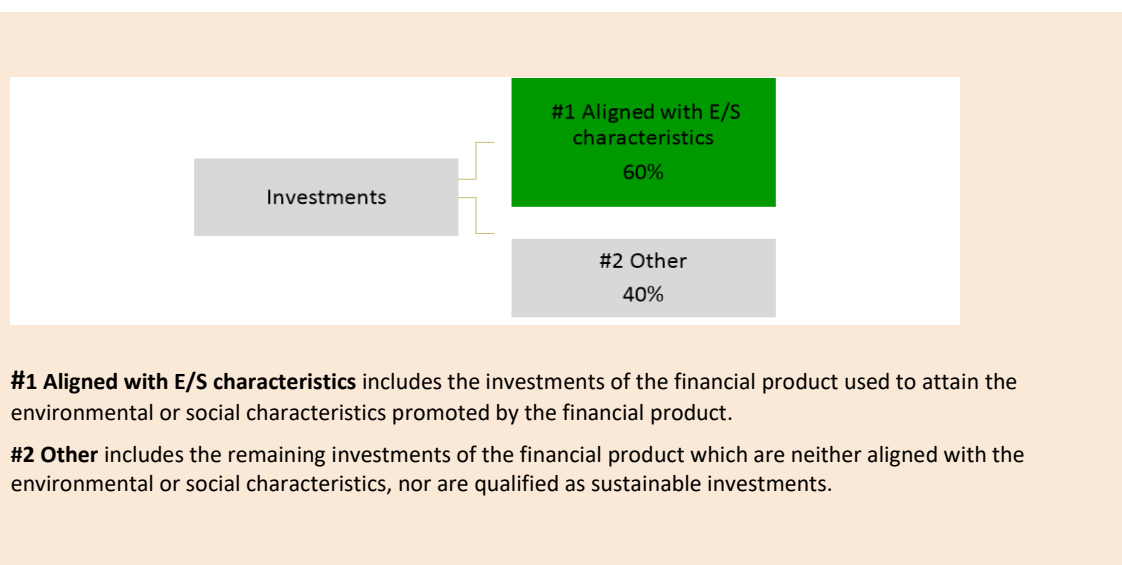 #1 Aligned with E/S
characteristics
60%
Investments
#2 Other
40%
#1 Aligned with E/S characteristics includes the investments of the financial product used to attain the
environmental or social characteristics promoted by the financial product.
#2 Other includes the remaining investments of the financial product which are neither aligned with the
environmental or social characteristics, nor are qualified as sustainable investments.